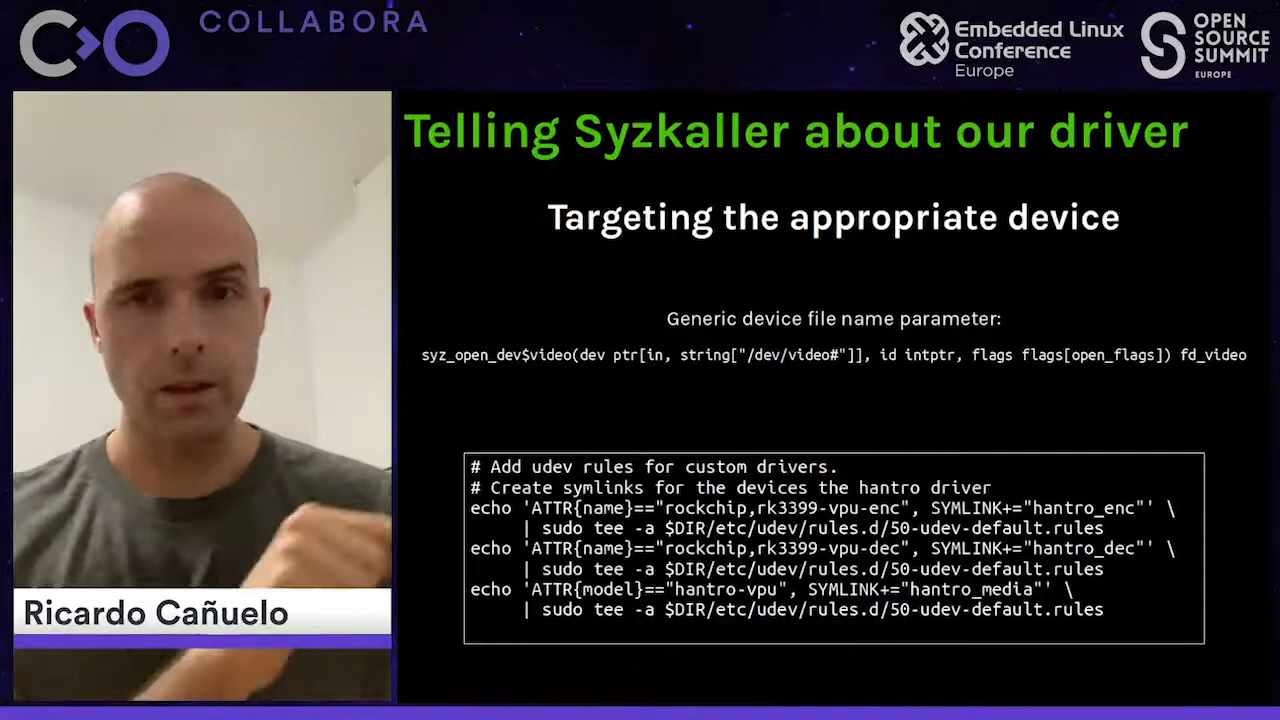 COLLABORA
Embedded Linux
Conference
Europe
OPEN
SOURCE
SUMMIT
EUROPE
Telling Syzkaller about our driver
Targeting the appropriate device
Generic device file name parameter:
syz_open_dev$video(dev ptr[in, string["/dev/video#"]], id intptr, flags flags[open_flags]) fd_video
# Add udev rules for custom drivers.
# Create symlinks for the devices the hantro driver
echo 'ATTR{name}=="rockchip,rk3399-vpu-enc", SYMLINK+="hantro_enc"' \
| sudo tee -a $DIR/etc/udev/rules.d/50-udev-default.rules
echo 'ATTR{name}=="rockchip,rk3399-vpu-dec", SYMLINK+="hantro_dec"' \
| sudo tee -a $DIR/etc/udev/rules.d/50-udev-default.rules
echo 'ATTR{model}=="hantro-vpu", SYMLINK+="hantro_media"' \
| sudo tee -a $DIR/etc/udev/rules.d/50-udev-default.rules
Ricardo Cañuelo